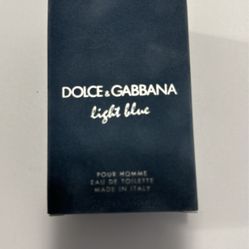 DOLCE & GABBANA
light blue
POUR HOMME
EAU DE TOILETTE
MADE IN ITALY